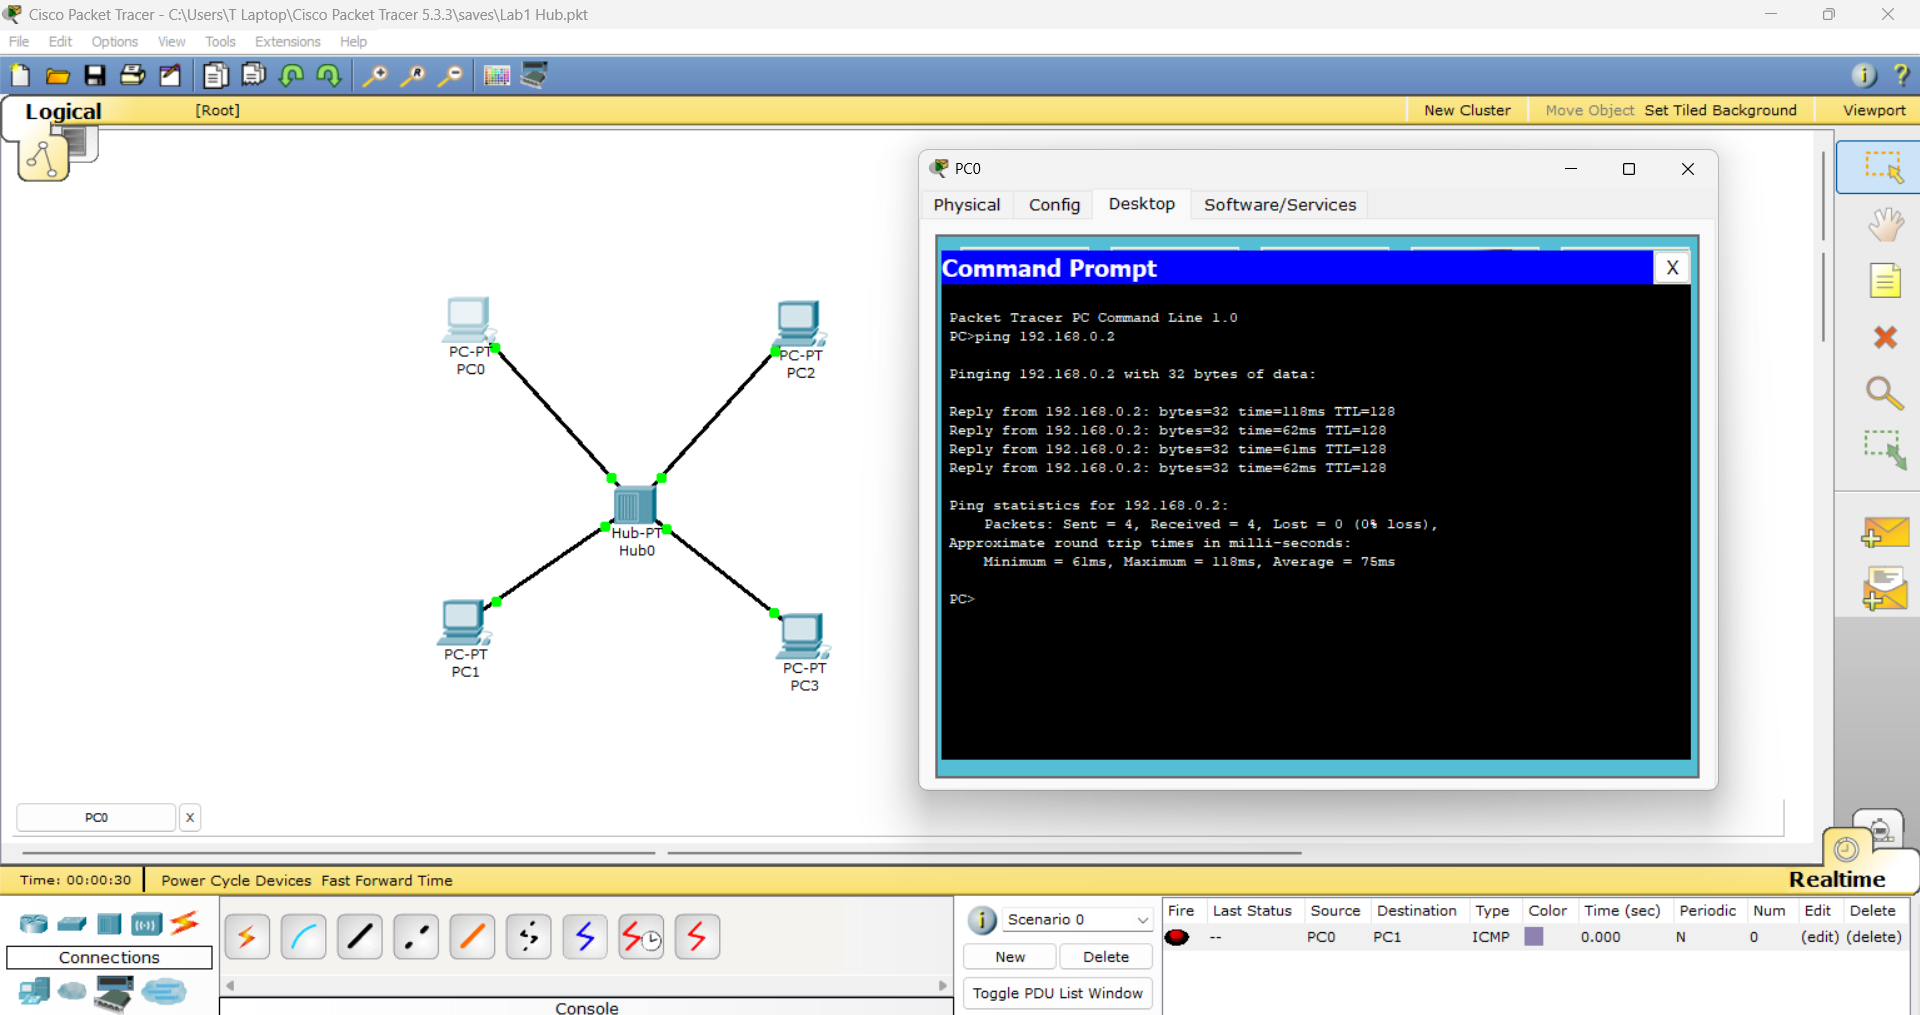 Cisco Packet Tracer - C:\Users\T Laptop\Cisco Packet Tracer 5.3.3\saves\Lab1 Hub.pkt
File Edit Options View Tools Extensions Help
Logical [Root] New Cluster Move Object Set Tiled Background Viewport
PC-PT
PC0
PC-PT
PC2
Hub-PT
Hub0
PC-PT
PC1
PC-PT
PC3
PC0
Physical Config Desktop Software/Services
Command Prompt X
Packet Tracer PC Command Line 1.0
PC>ping 192.168.0.2
Pinging 192.168.0.2 with 32 bytes of data:
Reply from 192.168.0.2: bytes=32 time=118ms TTL=128
Reply from 192.168.0.2: bytes=32 time=62ms TTL=128
Reply from 192.168.0.2: bytes=32 time=61ms TTL=128
Reply from 192.168.0.2: bytes=32 time=62ms TTL=128
Ping statistics for 192.168.0.2:
Packets: Sent = 4, Received = 4, Lost = 0 (0% loss),
Approximate round trip times in milli-seconds:
Minimum = 61ms, Maximum = 118ms, Average = 75ms
PC>
PC0 X
Time: 00:00:30 Power Cycle Devices Fast Forward Time Realtime
Connections
Console
Scenario 0
New Delete
Toggle PDU List Window
Fire Last Status Source Destination Type Color Time (sec) Periodic Num Edit Delete
-- PC0 PC1 ICMP 0.000 N 0 (edit) (delete)